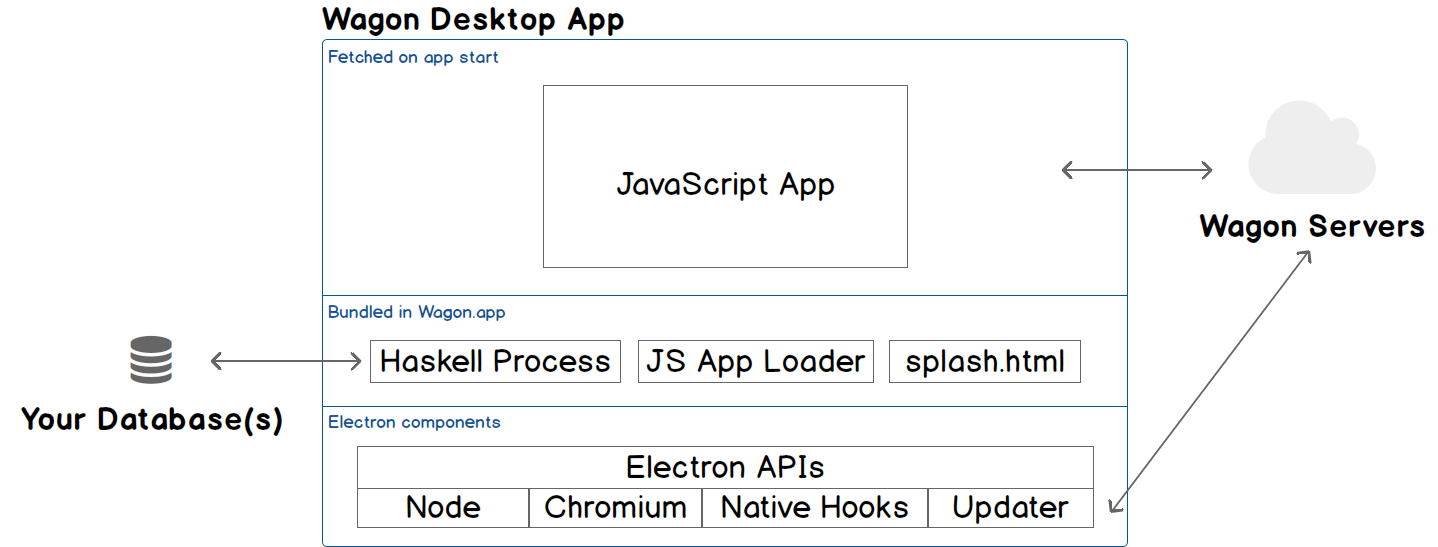 Wagon Desktop App
Fetched on app start
JavaScript App
Wagon Servers
Bundled in Wagon.app
Haskell Process
JS App Loader
splash.html
Your Database(s)
Electron components
Electron APIs
Node
Chromium
Native Hooks
Updater